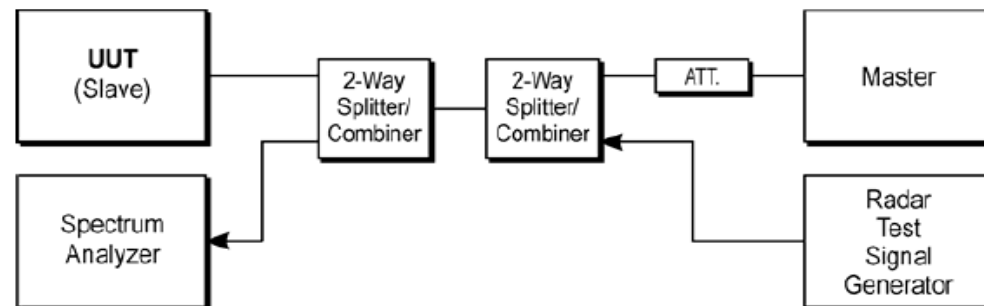 UUT
(Slave)
2-Way
Splitter/
Combiner
2-Way
Splitter/
Combiner
ATT.
Master
Spectrum
Analyzer
Radar
Test
Signal
Generator